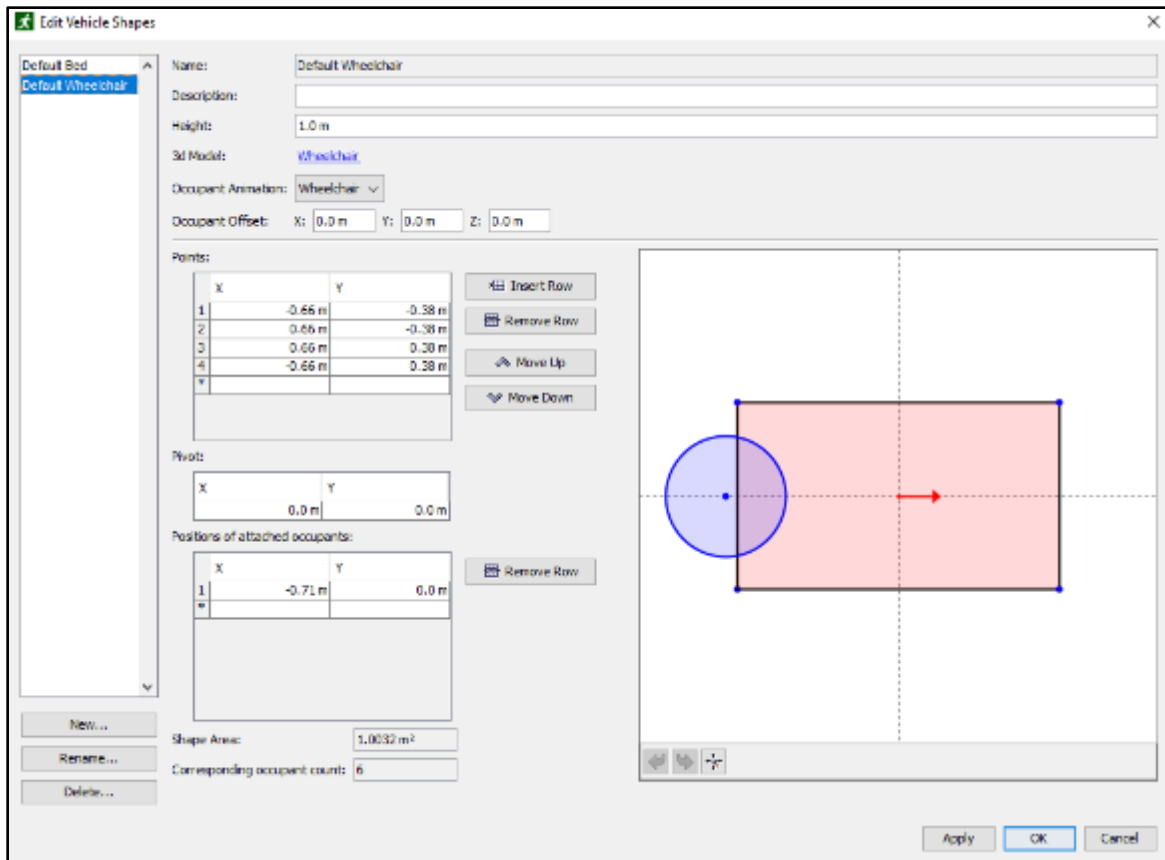 Edit Vehicle Shapes
Default Bed
Default Wheelchair
New...
Rename...
Delete...
Name: Default Wheelchair
Description:
Height: 1.0 m
3d Model: Wheelchair
Occupant Animation: Wheelchair
Occupant Offset: X: 0.0 m Y: 0.0 m Z: 0.0 m
Points:
X Y
1 -0.66 m -0.38 m
2 0.66 m -0.38 m
3 0.66 m 0.38 m
4 -0.66 m 0.38 m
*
Insert Row
Remove Row
Move Up
Move Down
Pivot:
X Y
0.0 m 0.0 m
Positions of attached occupants:
X Y
1 -0.71 m 0.0 m
*
Remove Row
Shape Area: 1.0032 m²
Corresponding occupant count: 6
Apply OK Cancel